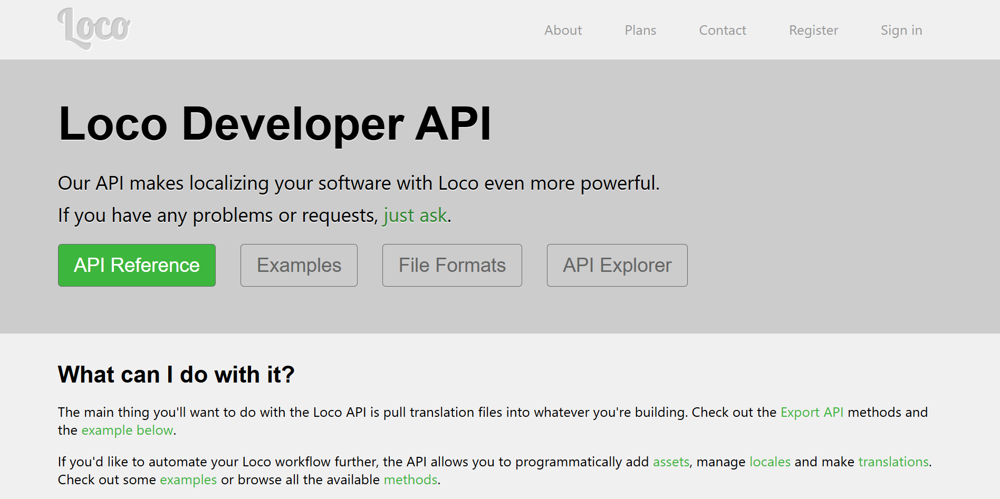 Loco
About Plans Contact Register Sign in
Loco Developer API
Our API makes localizing your software with Loco even more powerful.
If you have any problems or requests, just ask.
API Reference Examples File Formats API Explorer
What can I do with it?
The main thing you'll want to do with the Loco API is pull translation files into whatever you're building. Check out the Export API methods and
the example below.
If you'd like to automate your Loco workflow further, the API allows you to programmatically add assets, manage locales and make translations.
Check out some examples or browse all the available methods.